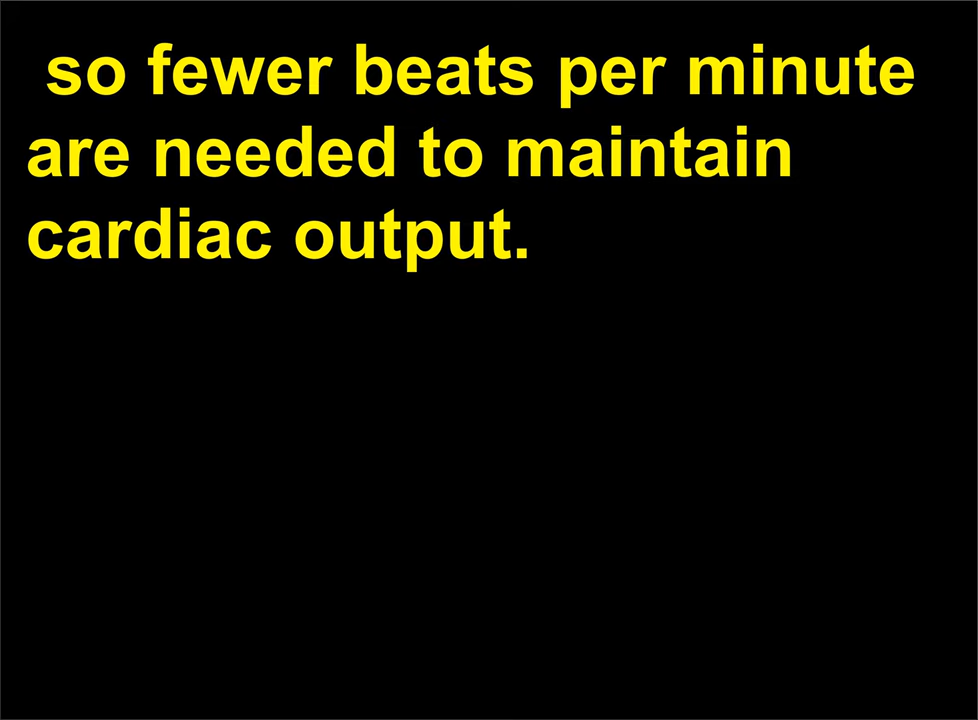 so fewer beats per minute
are needed to maintain
cardiac output.